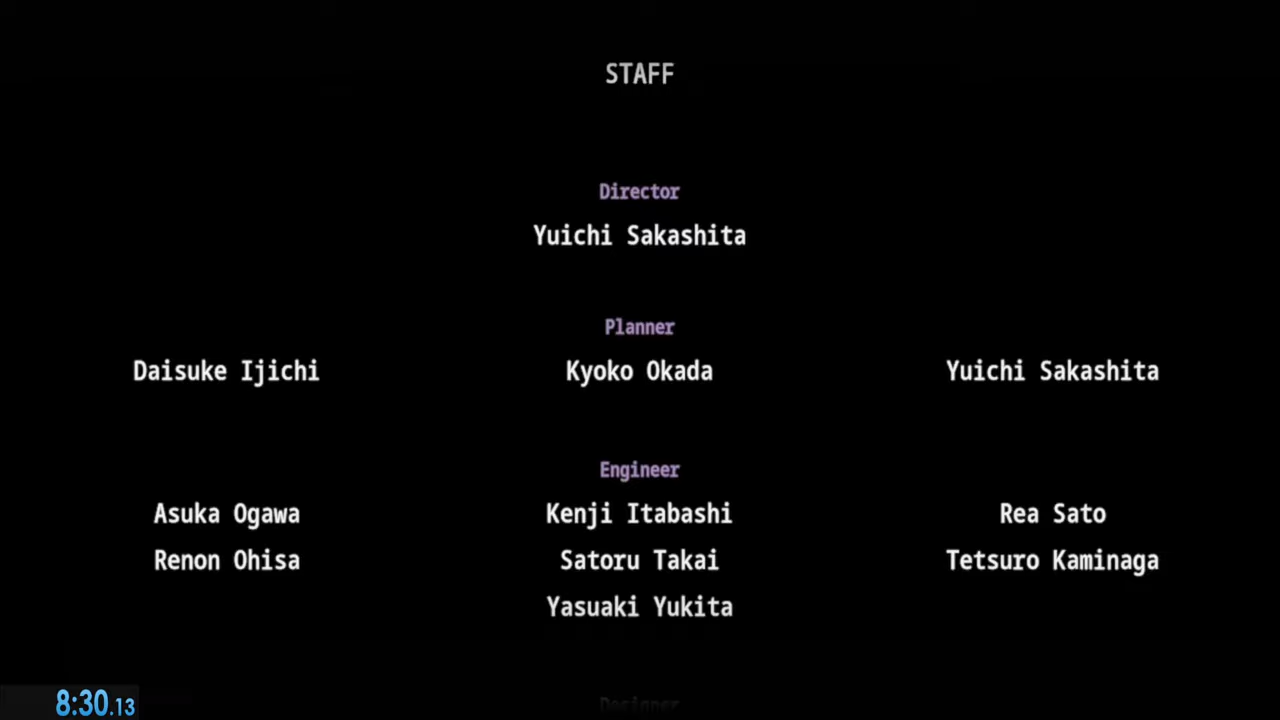 STAFF
Director
Yuichi Sakashita
Planner
Daisuke Ijichi Kyoko Okada Yuichi Sakashita
Engineer
Asuka Ogawa Kenji Itabashi Rea Sato
Renon Ohisa Satoru Takai Tetsuro Kaminaga
Yasuaki Yukita
Designer
8:30.13